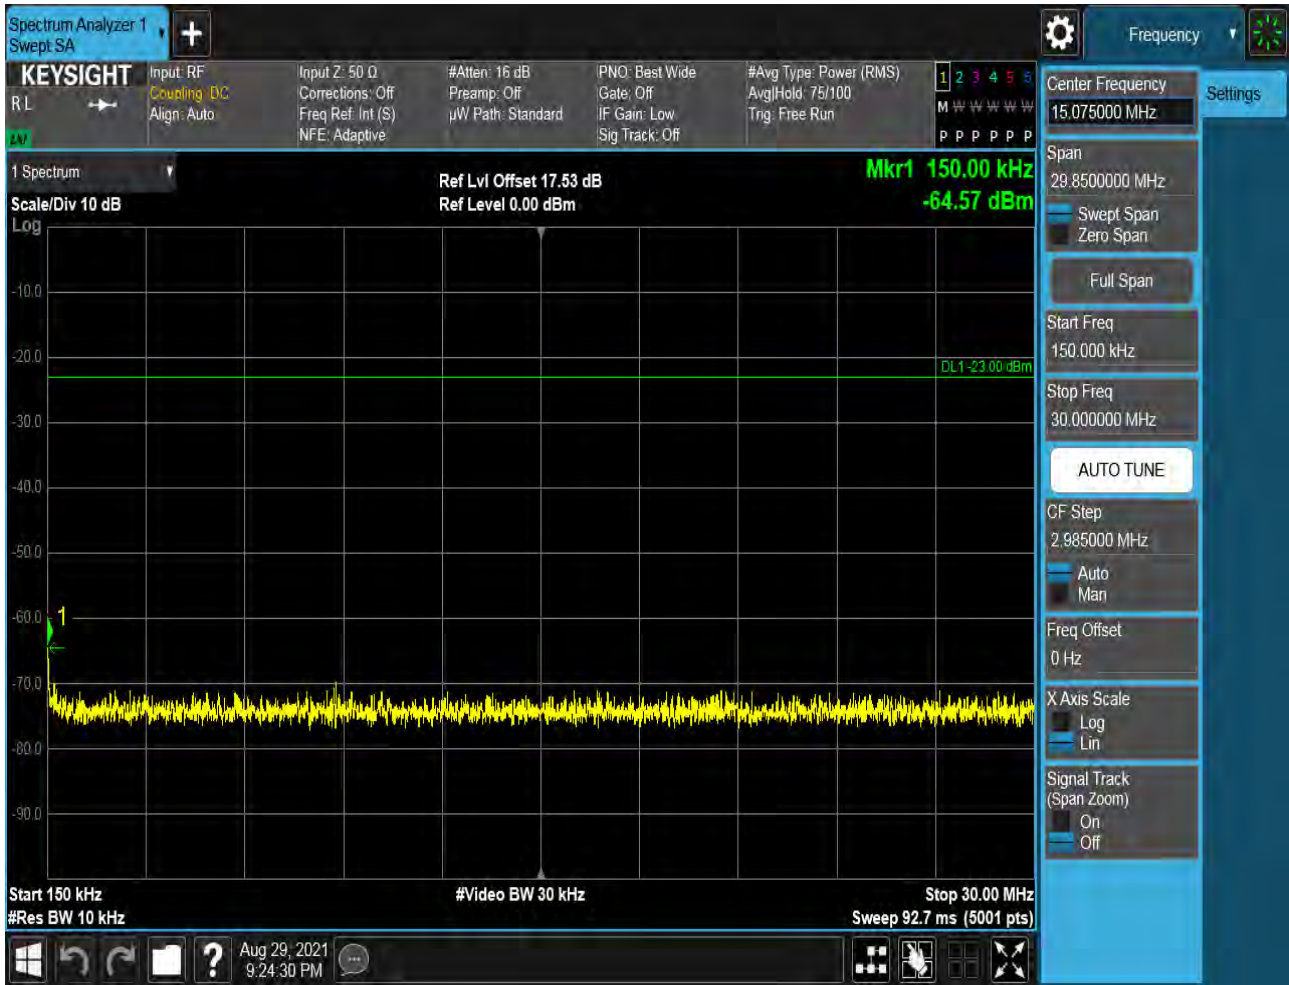 Spectrum Analyzer 1
Swept SA
+
Frequency
KEYSIGHT
R L
Input: RF
Coupling: DC
Align: Auto
Input Z: 50 Ω
Corrections: Off
Freq Ref: Int (S)
NFE: Adaptive
#Atten: 16 dB
Preamp: Off
µW Path: Standard
PNO: Best Wide
Gate: Off
IF Gain: Low
Sig Track: Off
#Avg Type: Power (RMS)
Avg|Hold: 75/100
Trig: Free Run
1 2 3 4 5 6
M W W W W W
P P P P P P
1 Spectrum
Scale/Div 10 dB
Log
Ref Lvl Offset 17.53 dB
Ref Level 0.00 dBm
Mkr1 150.00 kHz
-64.57 dBm
-10.0
-20.0
DL1 -23.00 dBm
-30.0
-40.0
-50.0
-60.0
1
-70.0
-80.0
-90.0
Start 150 kHz
#Res BW 10 kHz
#Video BW 30 kHz
Stop 30.00 MHz
Sweep 92.7 ms (5001 pts)
Center Frequency
15.075000 MHz
Settings
Span
29.8500000 MHz
Swept Span
Zero Span
Full Span
Start Freq
150.000 kHz
Stop Freq
30.000000 MHz
AUTO TUNE
CF Step
2.985000 MHz
Auto
Man
Freq Offset
0 Hz
X Axis Scale
Log
Lin
Signal Track
(Span Zoom)
On
Off
?
Aug 29, 2021
9:24:30 PM